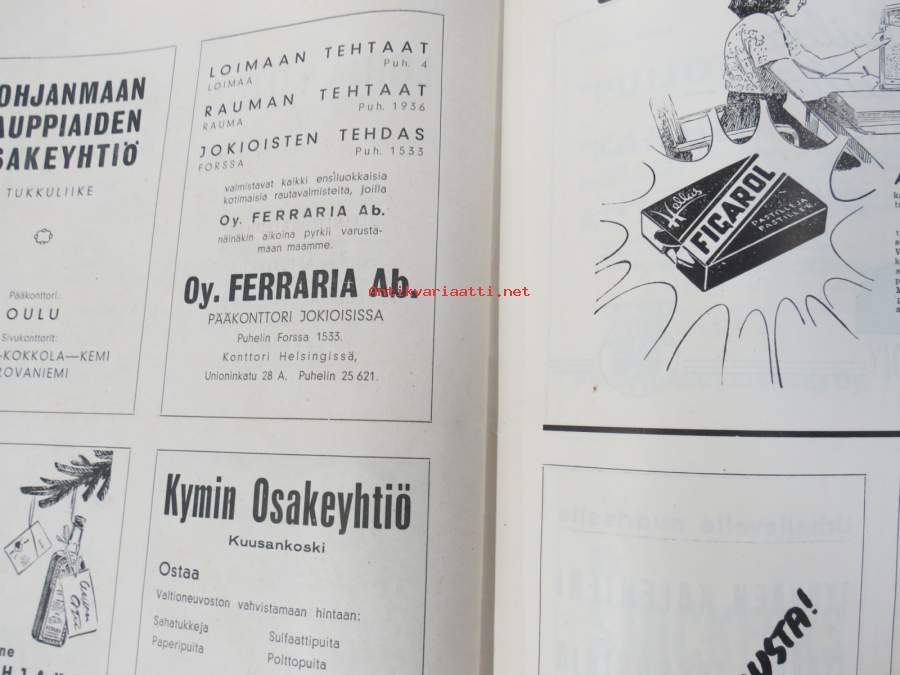 OHJANMAAN
AUPPIAIDEN
SAKEYHTIÖ
TUKKULIIKE
Pääkonttori:
OULU
Sivukonttorit:
-KOKKOLA—KEMI
ROVANIEMI
LOIMAAN TEHTAAT
LOIMAA Puh. 4
RAUMAN TEHTAAT
RAUMA Puh. 1936
JOKIOISTEN TEHDAS
FORSSA Puh. 1533
valmistavat kaikki ensiluokkaisia
kotimaisia rautavalmisteita, joilla
Oy. FERRARIA Ab.
näinäkin aikoina pyrkii varusta-
maan maamme.
Oy. FERRARIA Ab.
PÄÄKONTTORI JOKIOISISSA
Puhelin Forssa 1533.
Konttori Helsingissä,
Unioninkatu 28 A. Puhelin 25 621.
Antikvariaatti.net
Kymin Osakeyhtiö
Kuusankoski
Ostaa
Valtioneuvoston vahvistamaan hintaan:
Sahatukkeja Sulfaattipuita
Paperipuita Polttopuita
Hellas
FIGAROL
PASTILLEJA
PASTILLER
USTA!